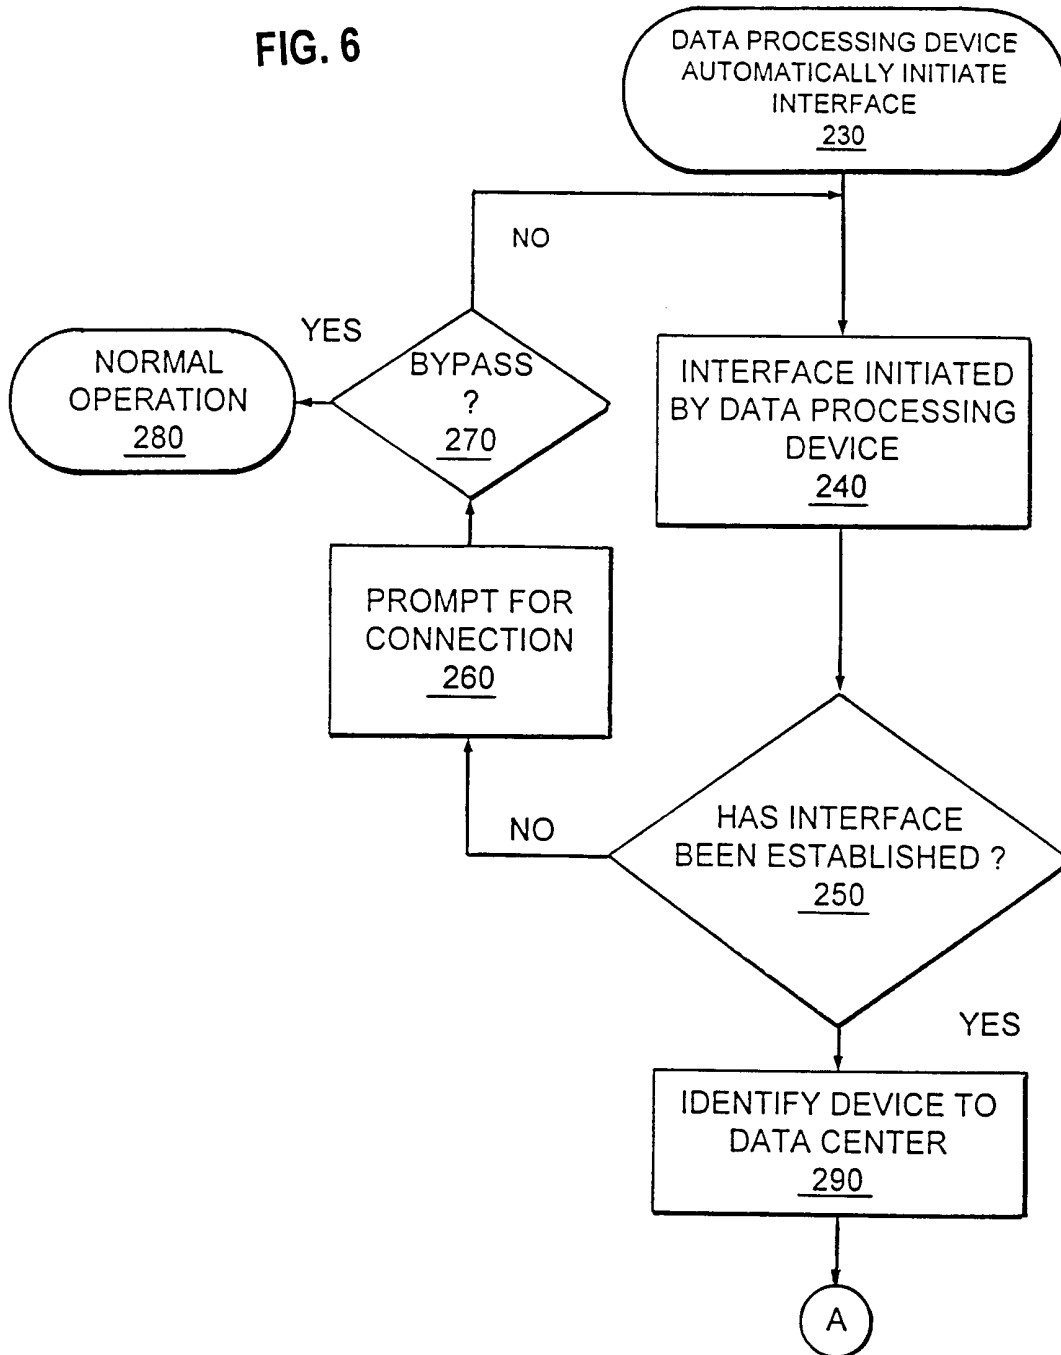 FIG. 6
DATA PROCESSING DEVICE
AUTOMATICALLY INITIATE
INTERFACE
230
NO
YES
NORMAL
OPERATION
280
BYPASS
?
270
INTERFACE INITIATED
BY DATA PROCESSING
DEVICE
240
PROMPT FOR
CONNECTION
260
NO
HAS INTERFACE
BEEN ESTABLISHED ?
250
YES
IDENTIFY DEVICE TO
DATA CENTER
290
A